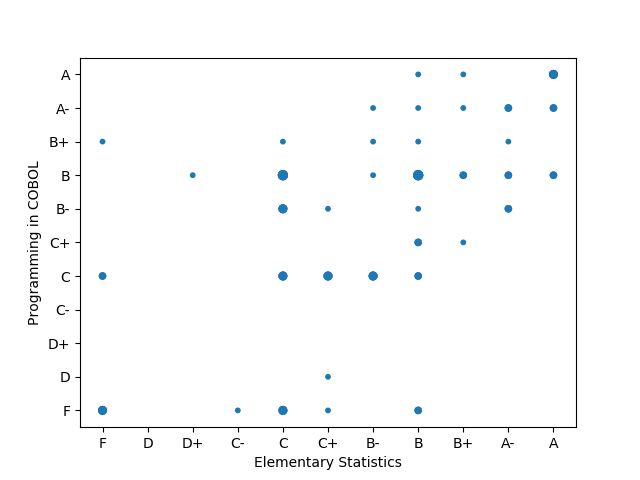 A
A-
B+
B
B-
C+
C
C-
D+
D
F
Programming in COBOL
F D D+ C- C C+ B- B B+ A- A
Elementary Statistics